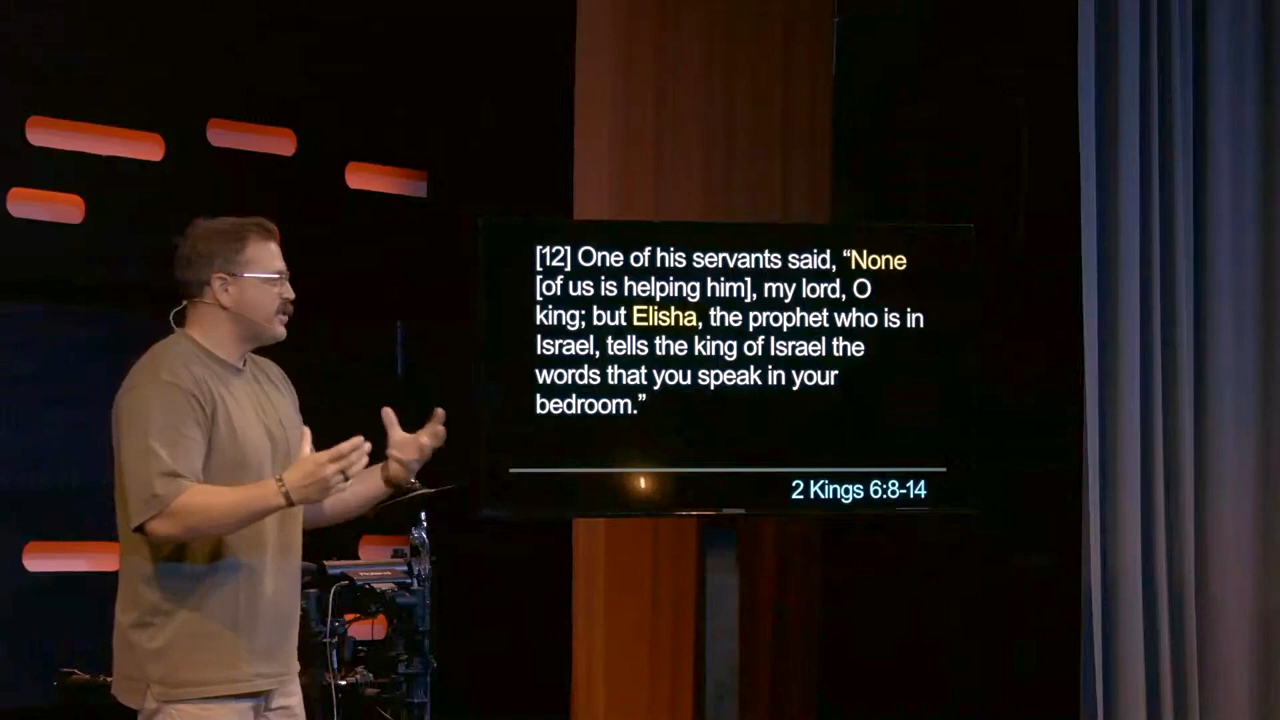 [12] One of his servants said, “None
[of us is helping him], my lord, O
king; but Elisha, the prophet who is in
Israel, tells the king of Israel the
words that you speak in your
bedroom.”
2 Kings 6:8-14
Roland